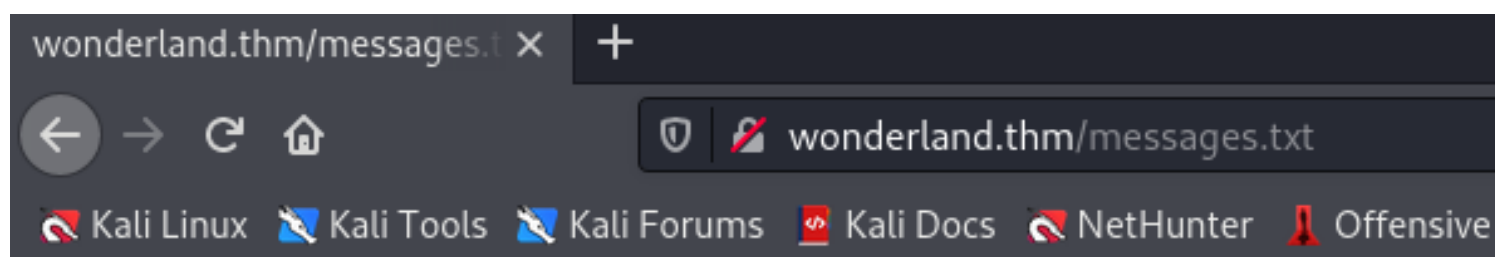 wonderland.thm/messages.t
wonderland.thm/messages.txt
Kali Linux Kali Tools Kali Forums Kali Docs NetHunter Offensive